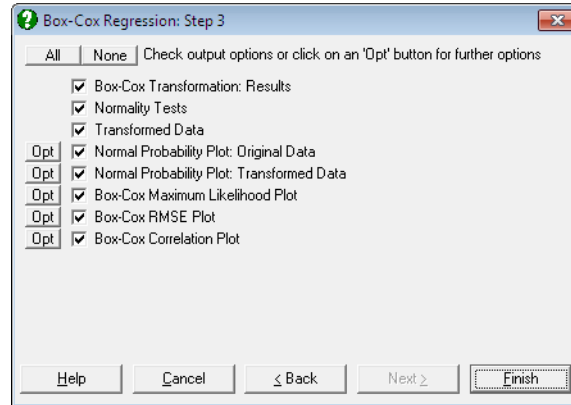 Box-Cox Regression: Step 3
All None Check output options or click on an 'Opt' button for further options
Box-Cox Transformation: Results
Normality Tests
Transformed Data
Opt Normal Probability Plot: Original Data
Opt Normal Probability Plot: Transformed Data
Opt Box-Cox Maximum Likelihood Plot
Opt Box-Cox RMSE Plot
Opt Box-Cox Correlation Plot
Help Cancel < Back Next > Finish